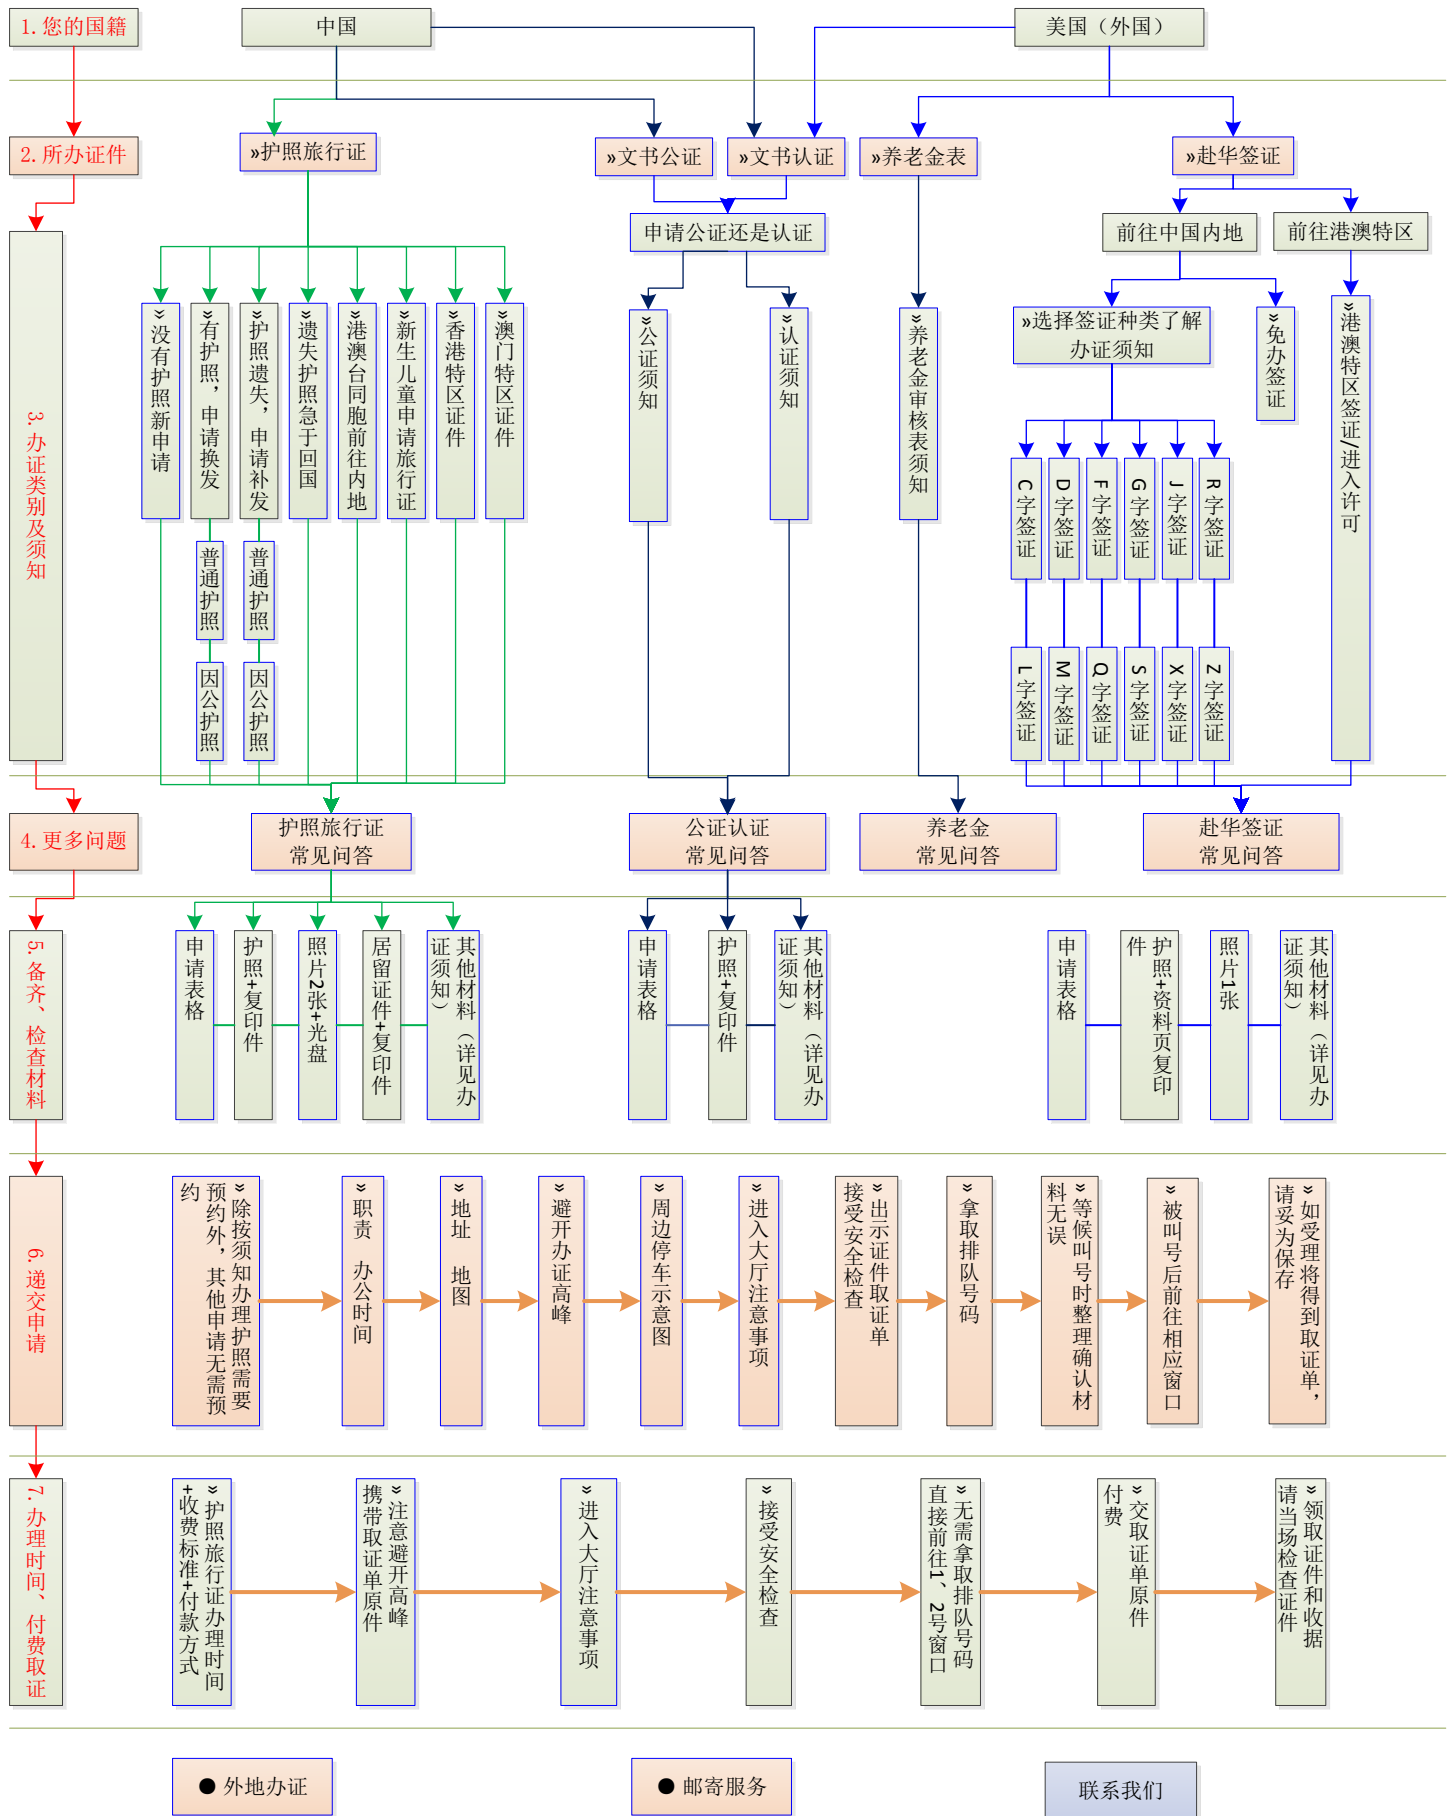 1.您的国籍
中国
美国（外国）
2.所办证件
»护照旅行证
»文书公证
»文书认证
»养老金表
»赴华签证
申请公证还是认证
前往中国内地
前往港澳特区
3.办证类别及须知
»没有护照新申请
»有护照，申请换发
»护照遗失，申请补发
»遗失护照急于回国
»港澳台同胞前往内地
»新生儿童申请旅行证
»香港特区证件
»澳门特区证件
»公证须知
»认证须知
»养老金审核表须知
»选择签证种类了解
办证须知
»免办签证
»港澳特区签证/进入许可
C字签证
D字签证
F字签证
G字签证
J字签证
R字签证
普通护照
普通护照
因公护照
因公护照
L字签证
M字签证
Q字签证
S字签证
X字签证
Z字签证
4.更多问题
护照旅行证
常见问答
公证认证
常见问答
养老金
常见问答
赴华签证
常见问答
5.备齐、检查材料
申请表格
护照+复印件
照片2张+光盘
居留证件+复印件
其他材料（详见办
证须知）
申请表格
护照+复印件
其他材料（详见办
证须知）
申请表格
护照+资料页复印
件
照片1张
其他材料（详见办
证须知）
6.递交申请
»除按须知办理护照需要
预约外，其他申请无需预
约
»职责 办公时间
»地址 地图
»避开办证高峰
»周边停车示意图
»进入大厅注意事项
»出示证件取证单
接受安全检查
»拿取排队号码
»等候叫号时整理确认材
料无误
»被叫号后前往相应窗口
»如受理将得到取证单，
请妥为保存
7.办理时间、付费取证
»护照旅行证办理时间
+收费标准+付款方式
»注意避开高峰
携带取证单原件
»进入大厅注意事项
»接受安全检查
»无需拿取排队号码
直接前往1、2号窗口
»交取证单原件
付费
»领取证件和收据
请当场检查证件
● 外地办证
● 邮寄服务
联系我们